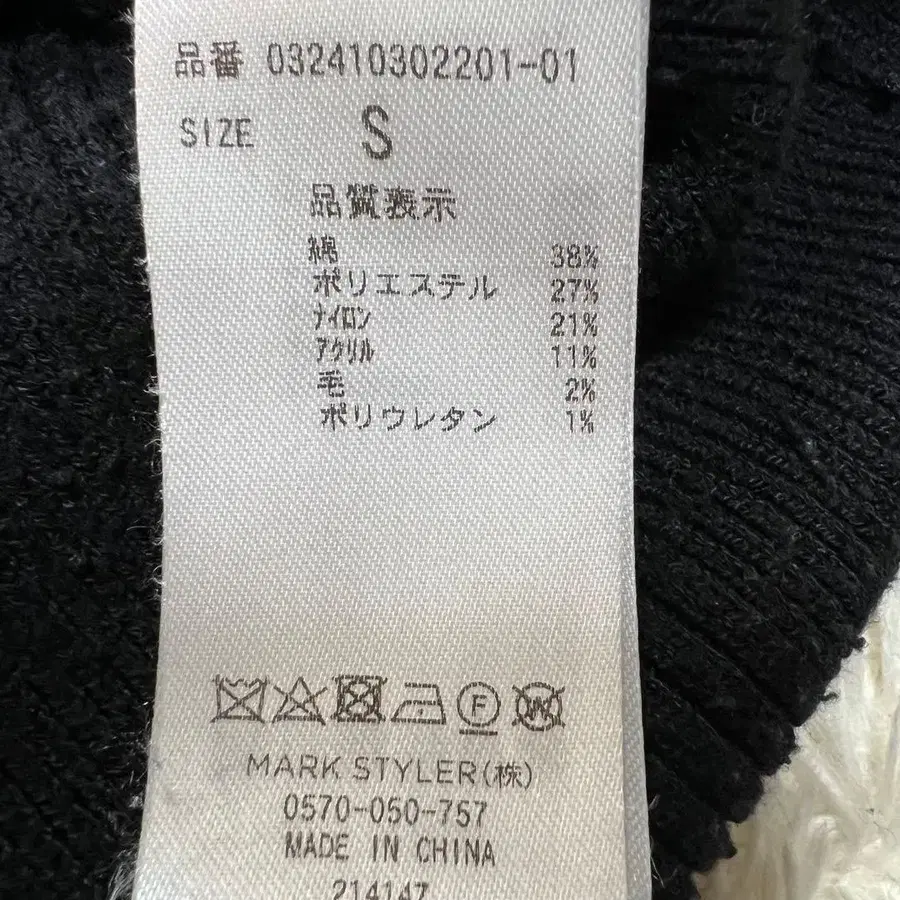 品番 032410302201-01
SIZE S
品質表示
綿 38%
ポリエステル 27%
ナイロン 21%
アクリル 11%
毛 2%
ポリウレタン 1%
F W
MARK STYLER(株)
0570-050-757
MADE IN CHINA
214147